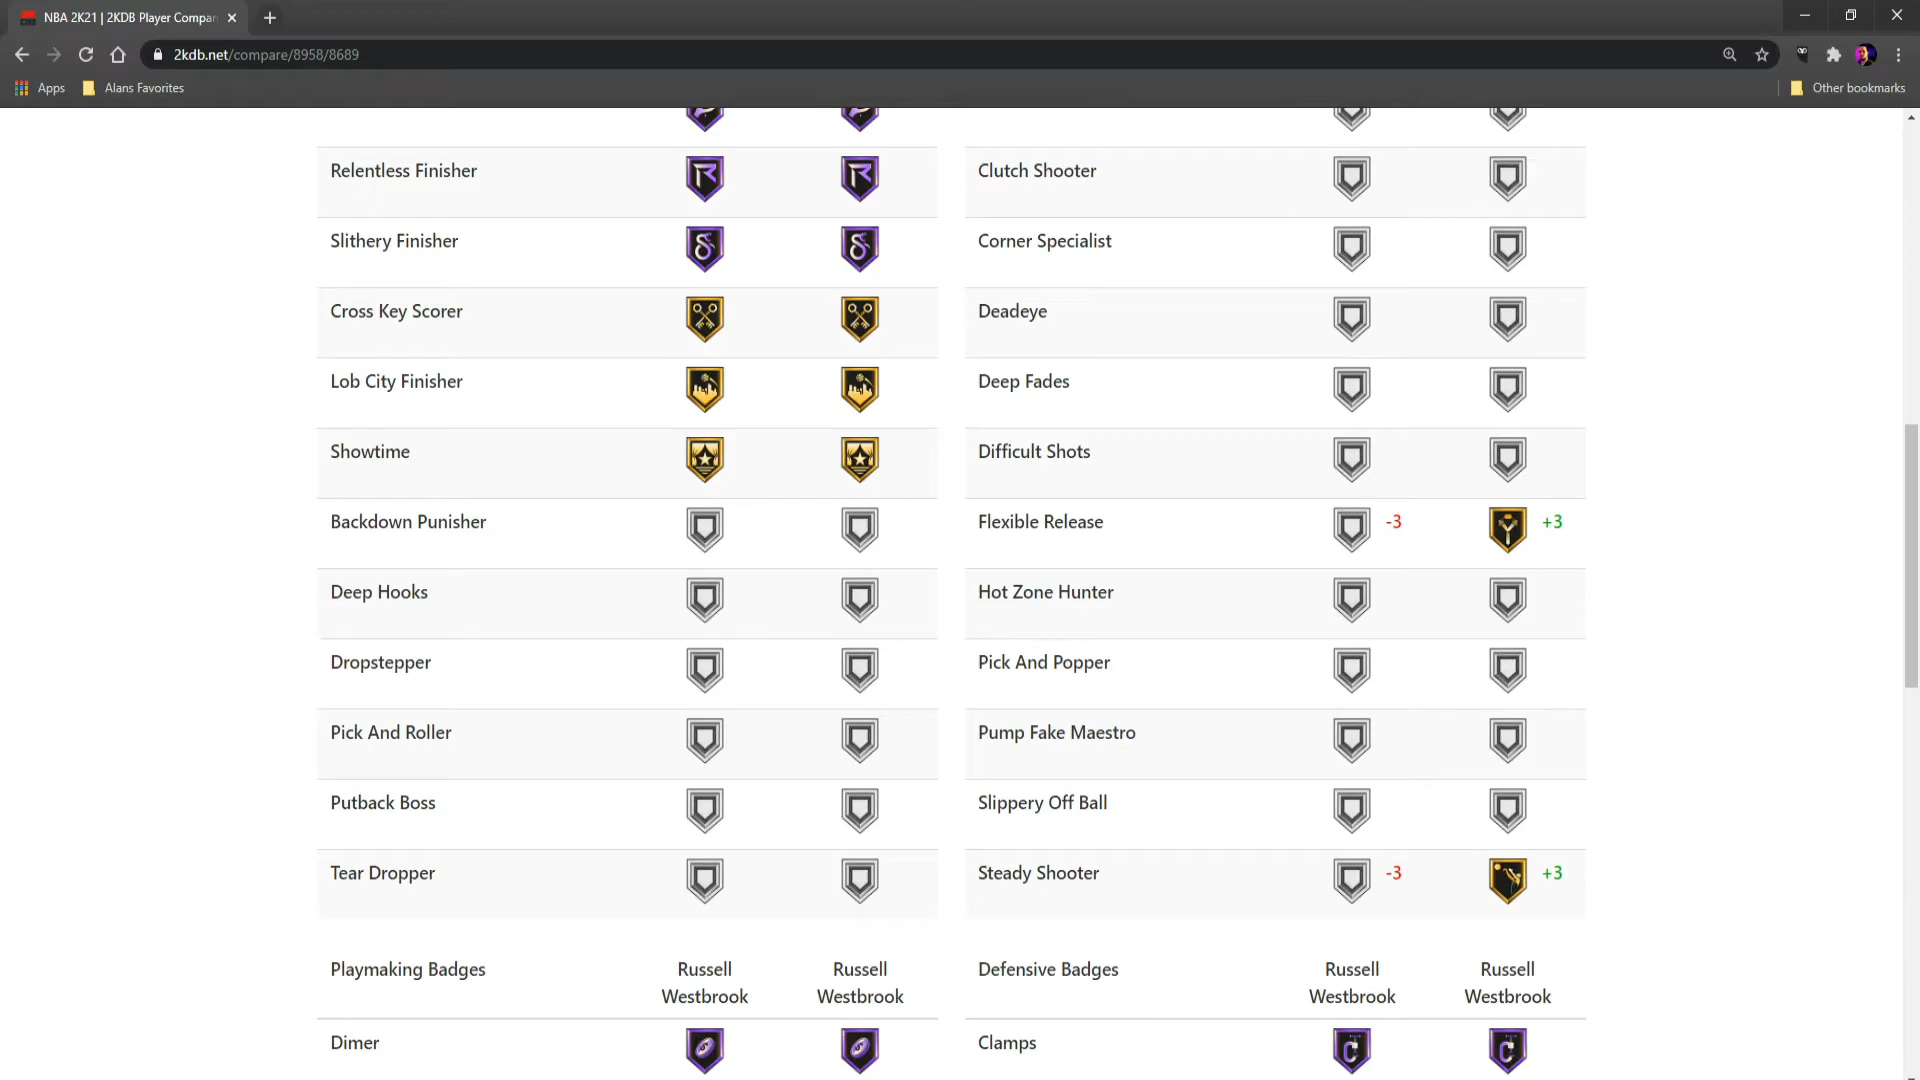 NBA 2K21 | 2KDB Player Compar
2kdb.net/compare/8958/8689
Apps
Alans Favorites
Other bookmarks
Relentless Finisher
Clutch Shooter
Slithery Finisher
Corner Specialist
Cross Key Scorer
Deadeye
Lob City Finisher
Deep Fades
Showtime
Difficult Shots
Backdown Punisher
Flexible Release -3 +3
Deep Hooks
Hot Zone Hunter
Dropstepper
Pick And Popper
Pick And Roller
Pump Fake Maestro
Putback Boss
Slippery Off Ball
Tear Dropper
Steady Shooter -3 +3
Playmaking Badges
Russell
Westbrook
Russell
Westbrook
Defensive Badges
Russell
Westbrook
Russell
Westbrook
Dimer
Clamps